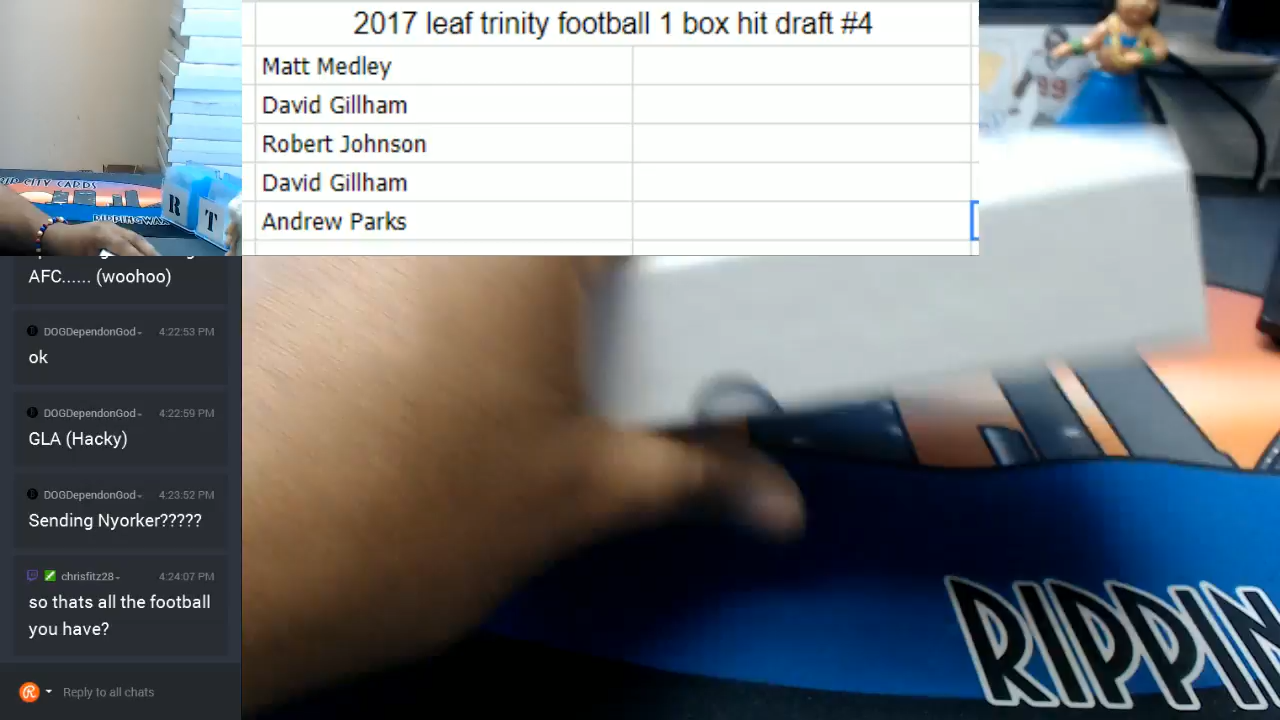 2017 leaf trinity football 1 box hit draft #4
Matt Medley
David Gillham
Robert Johnson
David Gillham
Andrew Parks
CITY CARDS
R T
AFC...... (woohoo)
DOGDependonGod 4:22:53 PM
ok
DOGDependonGod 4:22:59 PM
GLA (Hacky)
DOGDependonGod 4:23:52 PM
Sending Nyorker?????
chrisfitz28 4:24:07 PM
so thats all the football
you have?
Reply to all chats
99
RIPPIN